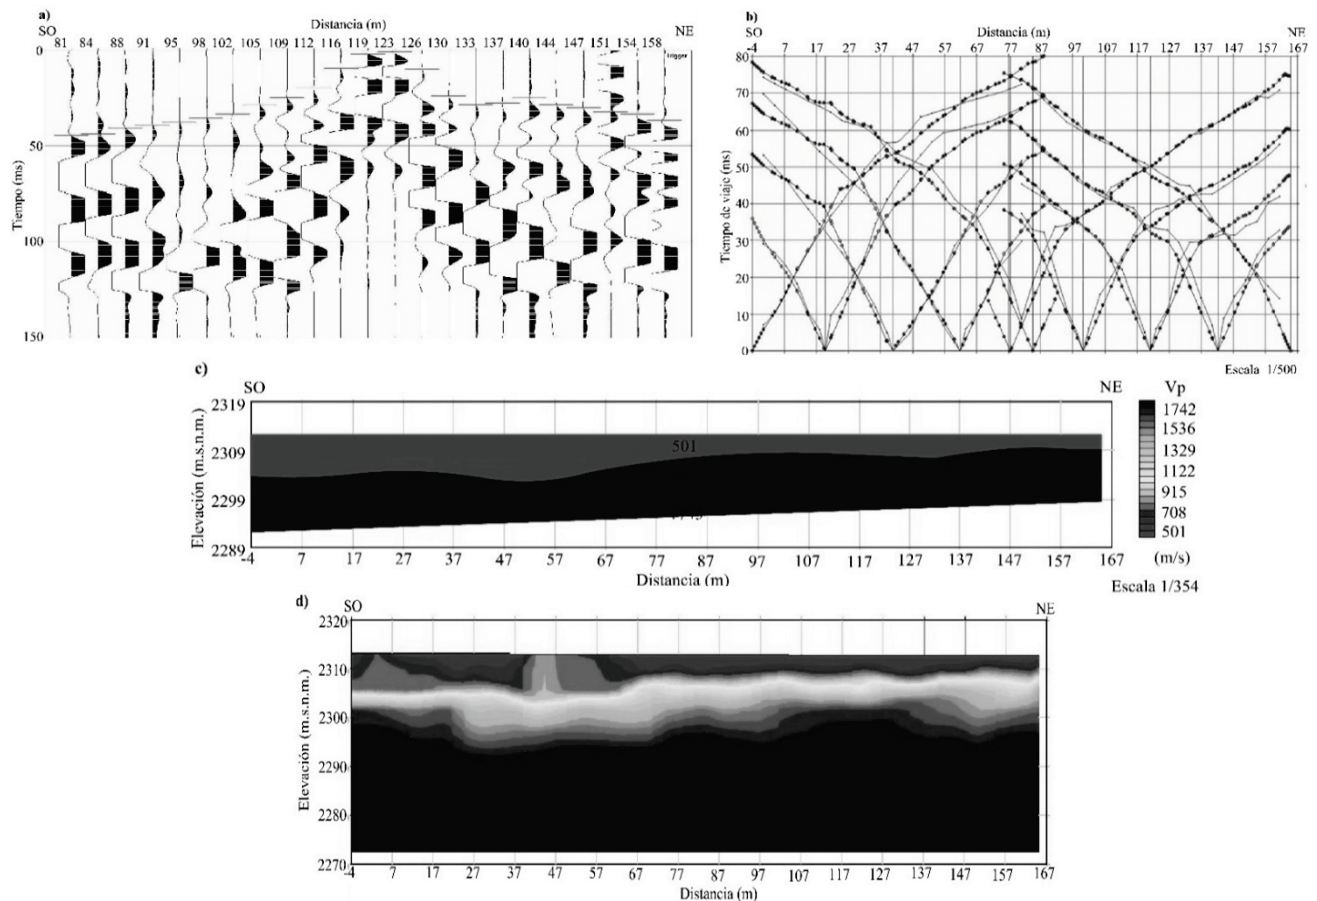 a)
Distancia (m)
SO NE
81 84 88 91 95 98 102 105 109 112 116 119 123 126 130 133 137 140 144 147 151 154 158
trigger
Tiempo (ms)
0
50
100
150
b)
Distancia (m)
SO NE
-4 7 17 27 37 47 57 67 77 87 97 107 117 127 137 147 157 167
Tiempo de viaje (ms)
80
70
60
50
40
30
20
10
0
Escala 1/500
c)
SO NE
Elevación (m.s.n.m.)
2319
2309
2299
2289
501
-4 7 17 27 37 47 57 67 77 87 97 107 117 127 137 147 157 167
Distancia (m)
Vp
1742
1536
1329
1122
915
708
501
(m/s)
Escala 1/354
d)
SO NE
Elevación (m.s.n.m.)
2320
2310
2300
2290
2280
2270
-4 7 17 27 37 47 57 67 77 87 97 107 117 127 137 147 157 167
Distancia (m)